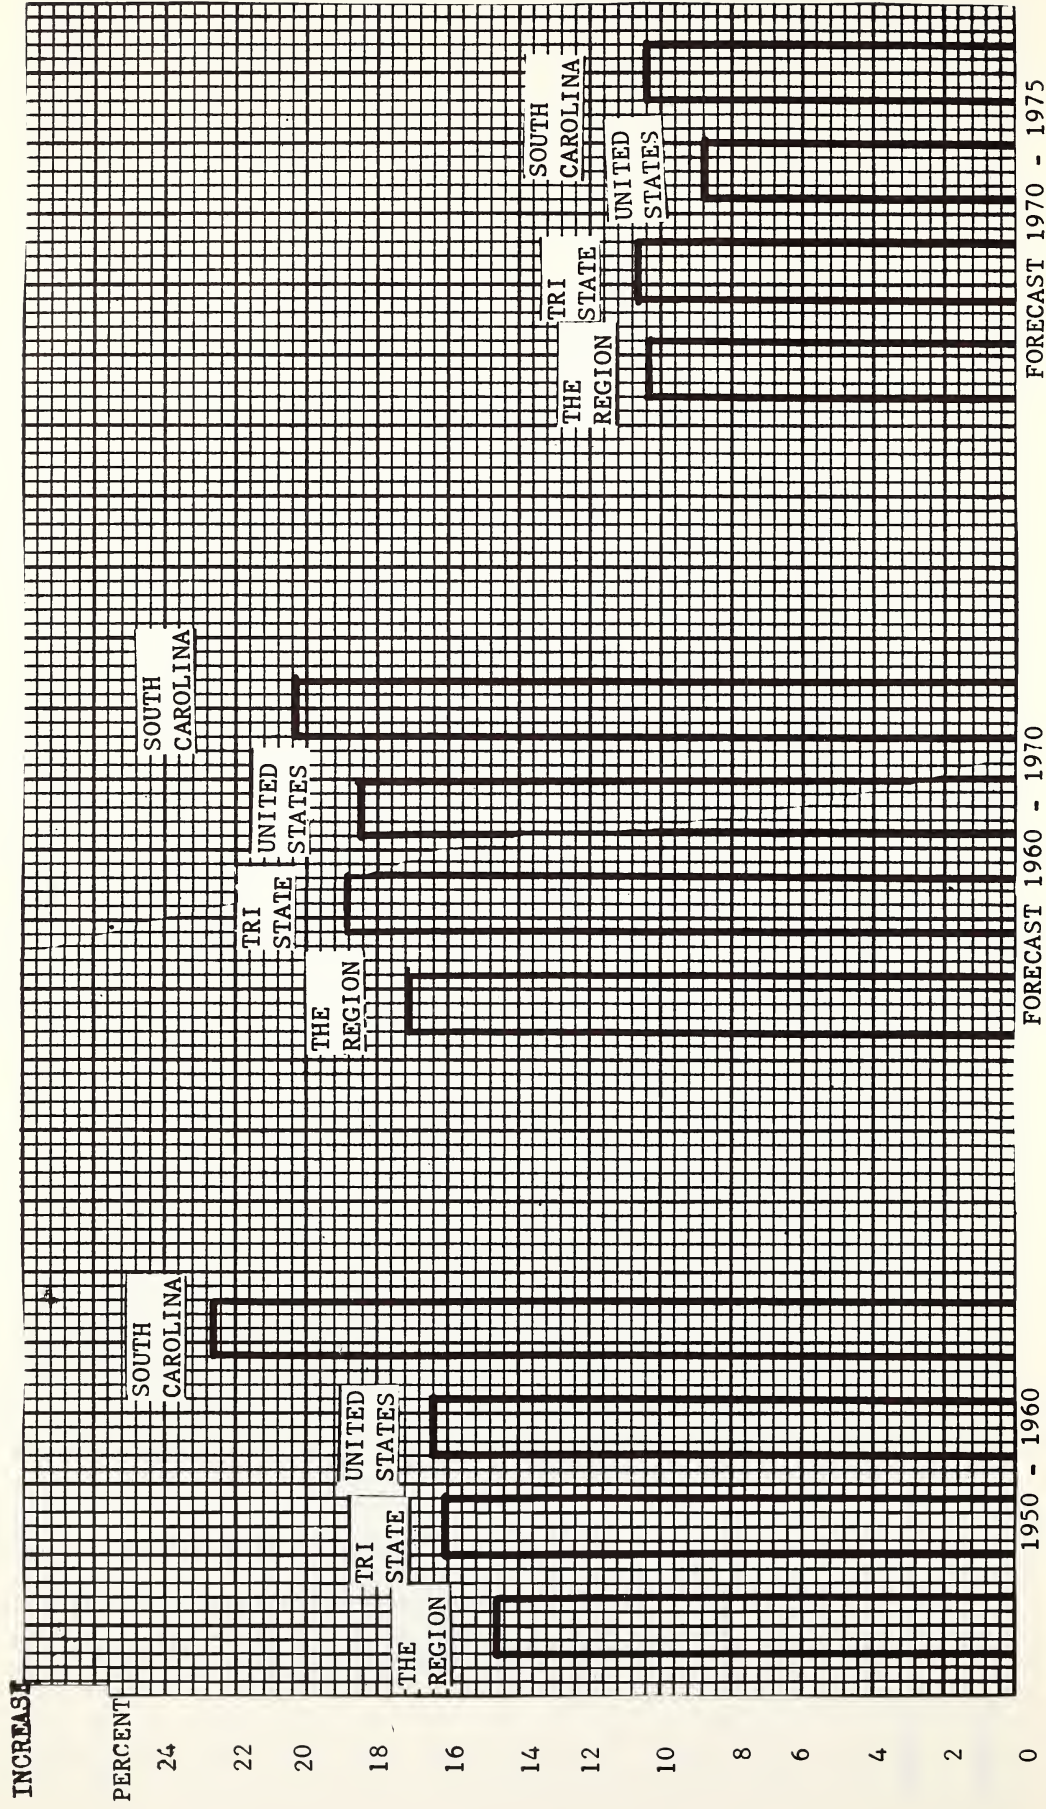 INCREASE
PERCENT
24
22
20
18
16
14
12
10
8
6
4
2
0
THE
REGION
TRI
STATE
UNITED
STATES
SOUTH
CAROLINA
1950 - 1960
THE
REGION
TRI
STATE
UNITED
STATES
SOUTH
CAROLINA
FORECAST 1960 - 1970
THE
REGION
TRI
STATE
UNITED
STATES
SOUTH
CAROLINA
FORECAST 1970 - 1975